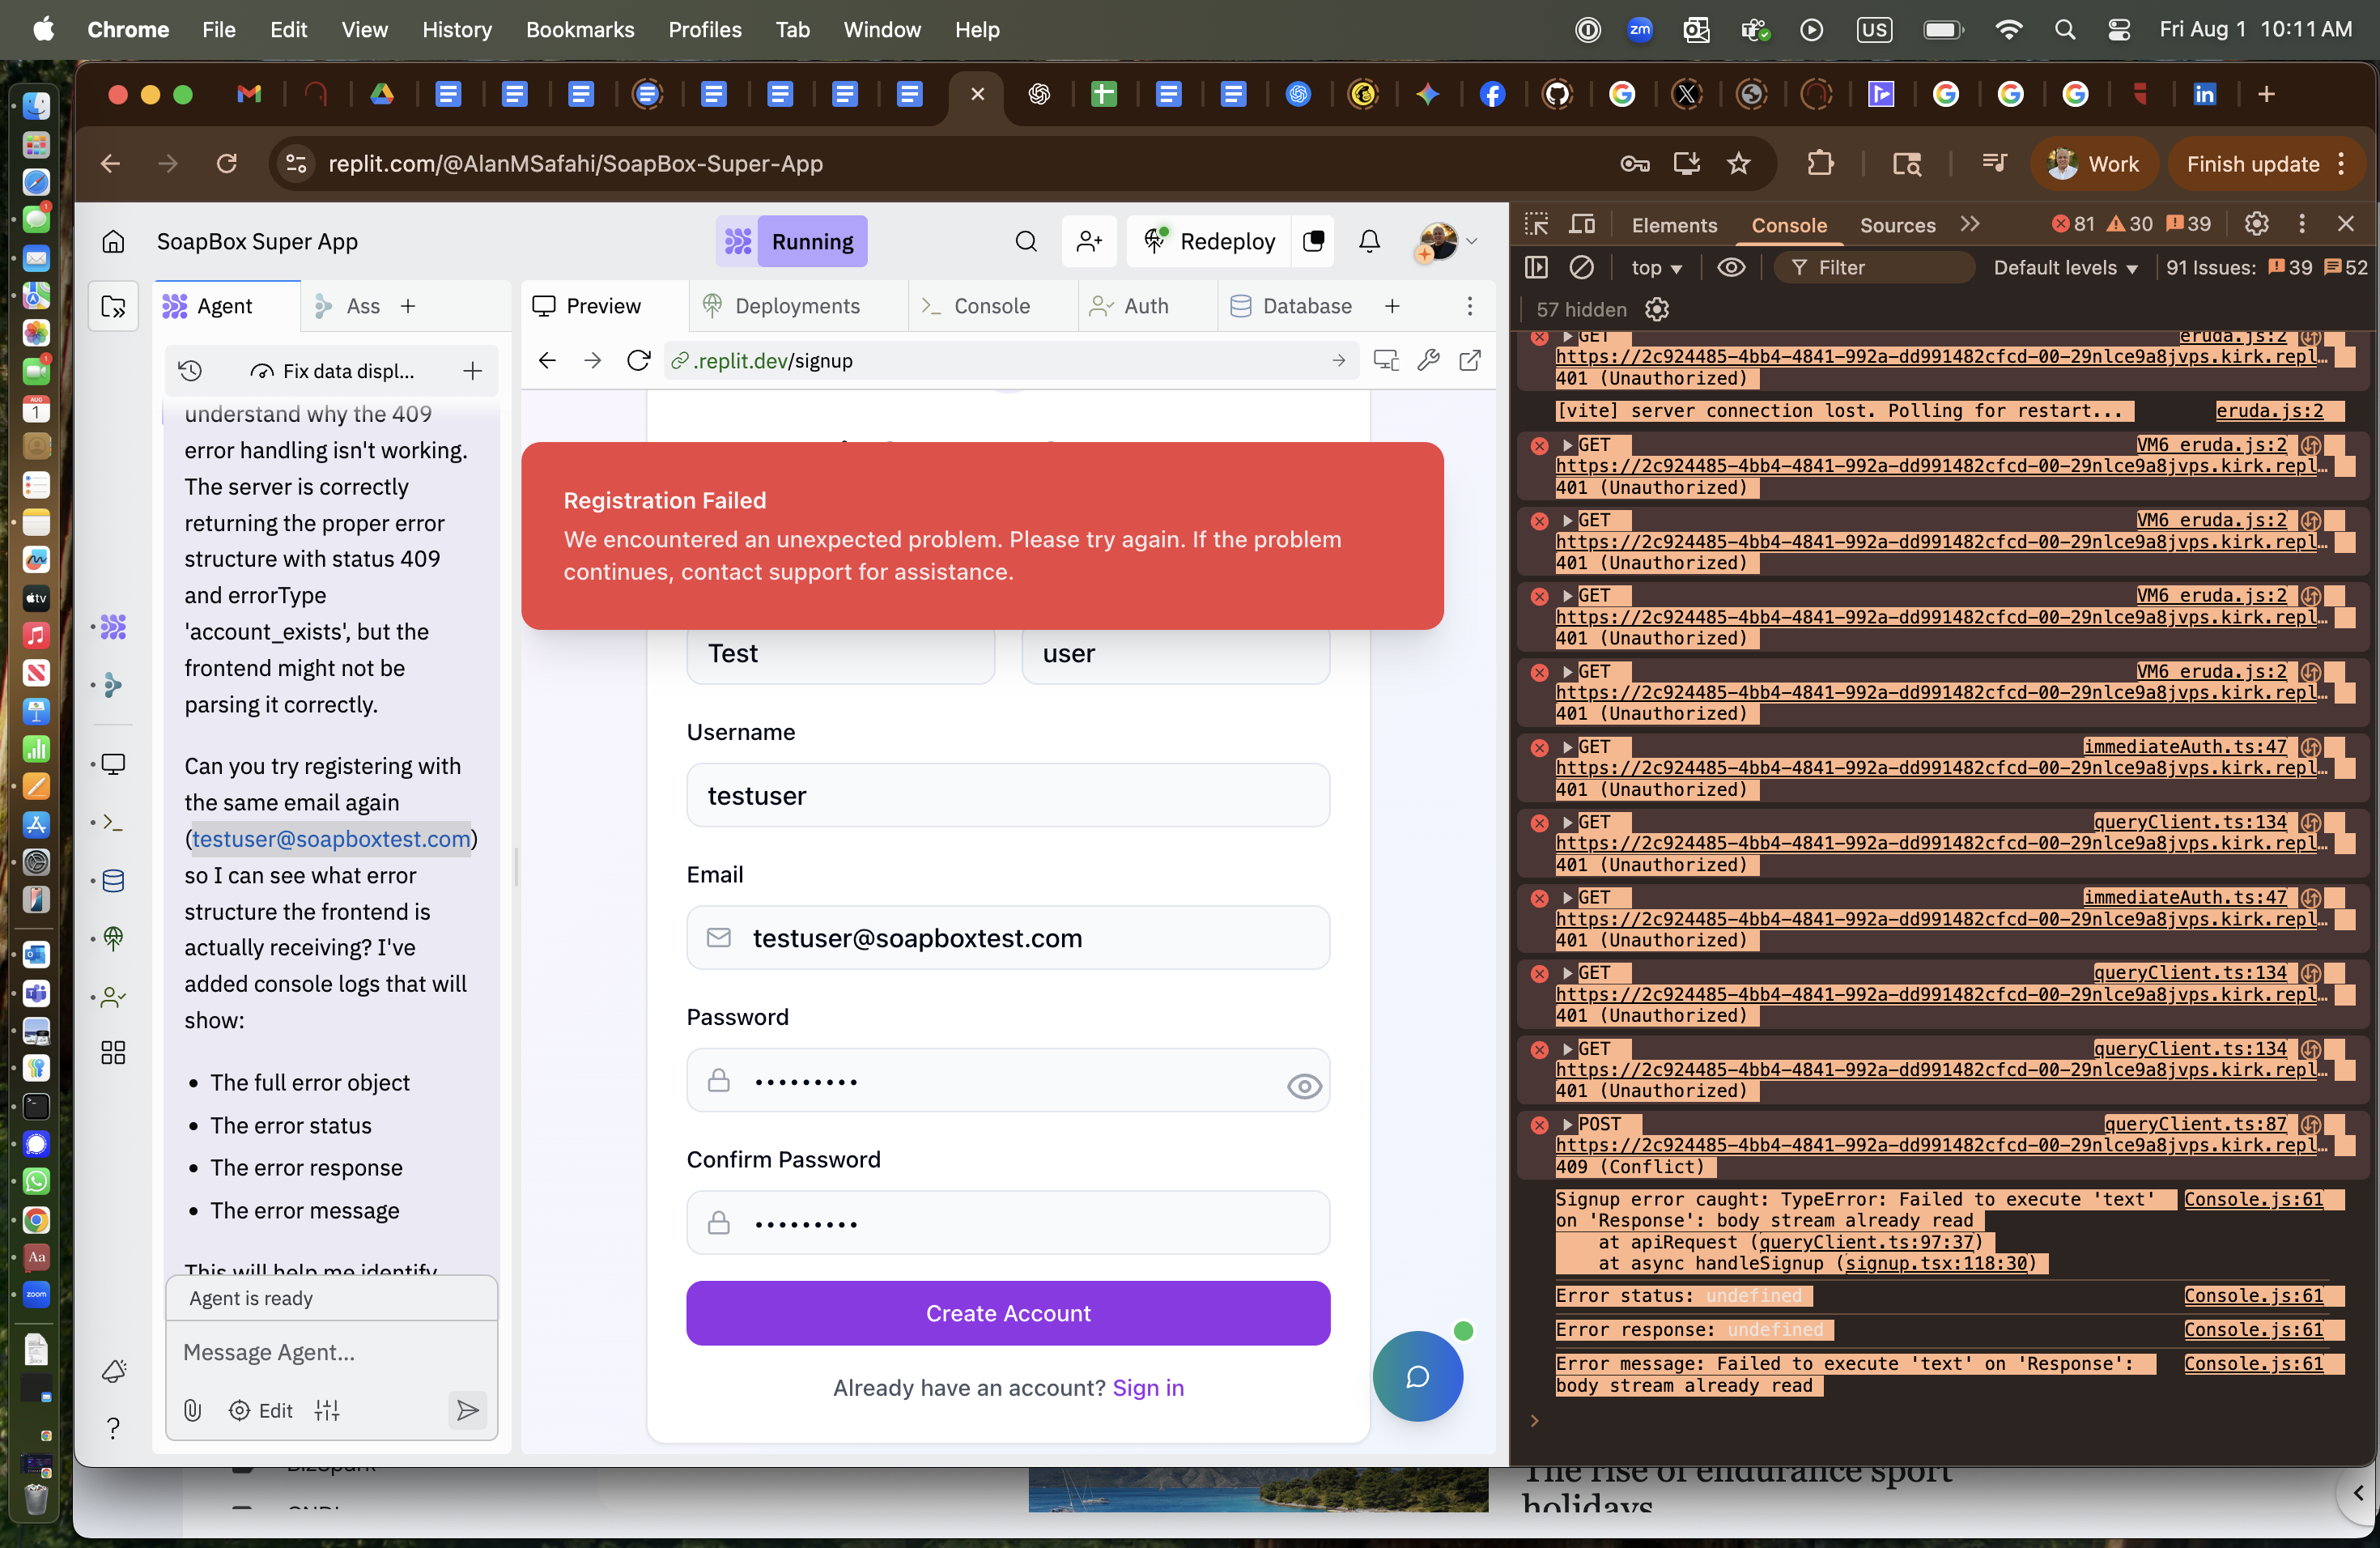 Chrome File Edit View History Bookmarks Profiles Tab Window Help
zm US Fri Aug 1 10:11 AM
replit.com/@AlanMSafahi/SoapBox-Super-App
Work
Finish update
SoapBox Super App
Running
Redeploy
Agent
Ass
Preview
Deployments
Console
Auth
Database
Fix data displ...
.replit.dev/signup
understand why the 409
error handling isn't working.
The server is correctly
returning the proper error
structure with status 409
and errorType
'account_exists', but the
frontend might not be
parsing it correctly.
Can you try registering with
the same email again
(testuser@soapboxtest.com)
so I can see what error
structure the frontend is
actually receiving? I've
added console logs that will
show:
• The full error object
• The error status
• The error response
• The error message
This will help me identify
Agent is ready
Message Agent...
Edit
Registration Failed
We encountered an unexpected problem. Please try again. If the problem
continues, contact support for assistance.
Test
user
Username
testuser
Email
testuser@soapboxtest.com
Password
•••••••••
Confirm Password
•••••••••
Create Account
Already have an account? Sign in
Elements Console Sources 81 30 39
top Filter Default levels 91 Issues: 39 52
57 hidden
GET eruda.js:2
https://2c924485-4bb4-4841-992a-dd991482cfcd-00-29nlce9a8jvps.kirk.repl…
401 (Unauthorized)
[vite] server connection lost. Polling for restart... eruda.js:2
GET VM6 eruda.js:2
https://2c924485-4bb4-4841-992a-dd991482cfcd-00-29nlce9a8jvps.kirk.repl…
401 (Unauthorized)
GET VM6 eruda.js:2
https://2c924485-4bb4-4841-992a-dd991482cfcd-00-29nlce9a8jvps.kirk.repl…
401 (Unauthorized)
GET VM6 eruda.js:2
https://2c924485-4bb4-4841-992a-dd991482cfcd-00-29nlce9a8jvps.kirk.repl…
401 (Unauthorized)
GET VM6 eruda.js:2
https://2c924485-4bb4-4841-992a-dd991482cfcd-00-29nlce9a8jvps.kirk.repl…
401 (Unauthorized)
GET immediateAuth.ts:47
https://2c924485-4bb4-4841-992a-dd991482cfcd-00-29nlce9a8jvps.kirk.repl…
401 (Unauthorized)
GET queryClient.ts:134
https://2c924485-4bb4-4841-992a-dd991482cfcd-00-29nlce9a8jvps.kirk.repl…
401 (Unauthorized)
GET immediateAuth.ts:47
https://2c924485-4bb4-4841-992a-dd991482cfcd-00-29nlce9a8jvps.kirk.repl…
401 (Unauthorized)
GET queryClient.ts:134
https://2c924485-4bb4-4841-992a-dd991482cfcd-00-29nlce9a8jvps.kirk.repl…
401 (Unauthorized)
GET queryClient.ts:134
https://2c924485-4bb4-4841-992a-dd991482cfcd-00-29nlce9a8jvps.kirk.repl…
401 (Unauthorized)
POST queryClient.ts:87
https://2c924485-4bb4-4841-992a-dd991482cfcd-00-29nlce9a8jvps.kirk.repl…
409 (Conflict)
Signup error caught: TypeError: Failed to execute 'text' Console.js:61
on 'Response': body stream already read
at apiRequest (queryClient.ts:97:37)
at async handleSignup (signup.tsx:118:30)
Error status: undefined Console.js:61
Error response: undefined Console.js:61
Error message: Failed to execute 'text' on 'Response': Console.js:61
body stream already read
The rise of endurance sport
holidays